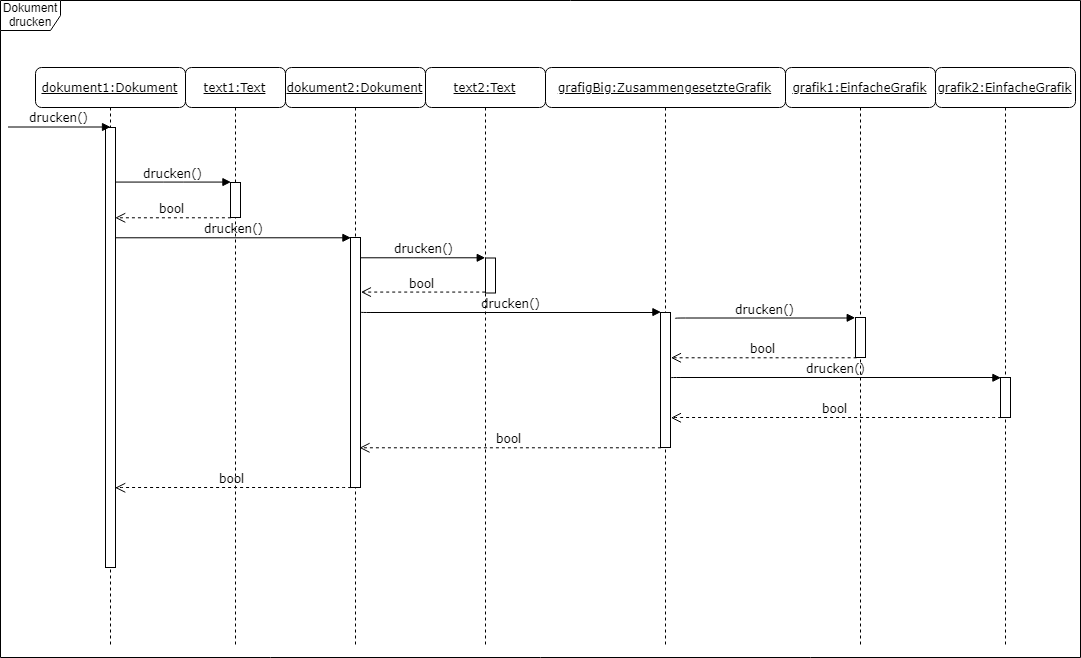 Dokument
drucken
dokument1:Dokument
text1:Text
dokument2:Dokument
text2:Text
grafigBig:ZusammengesetzteGrafik
grafik1:EinfacheGrafik
grafik2:EinfacheGrafik
drucken()
drucken()
bool
drucken()
drucken()
bool
drucken()
drucken()
bool
drucken()
bool
bool
bool